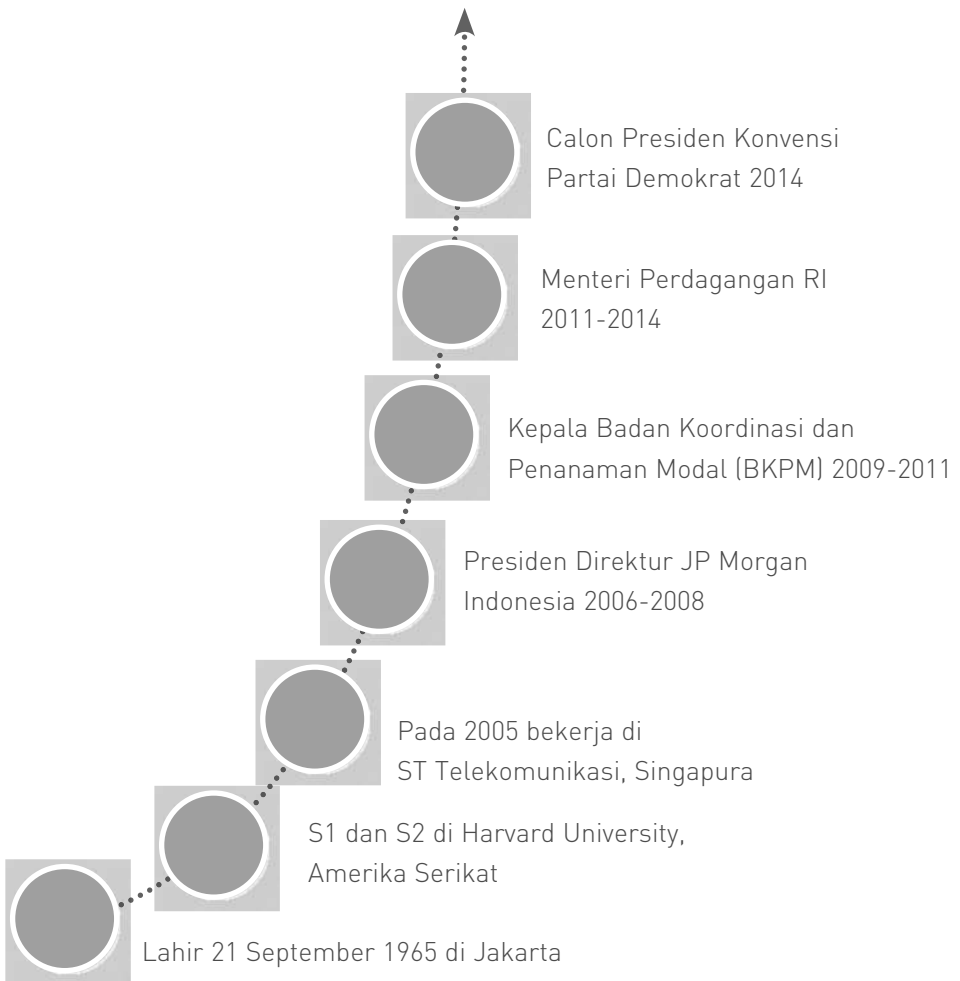 Calon Presiden Konvensi
Partai Demokrat 2014
Menteri Perdagangan RI
2011-2014
Kepala Badan Koordinasi dan
Penanaman Modal (BKPM) 2009-2011
Presiden Direktur JP Morgan
Indonesia 2006-2008
Pada 2005 bekerja di
ST Telekomunikasi, Singapura
S1 dan S2 di Harvard University,
Amerika Serikat
Lahir 21 September 1965 di Jakarta